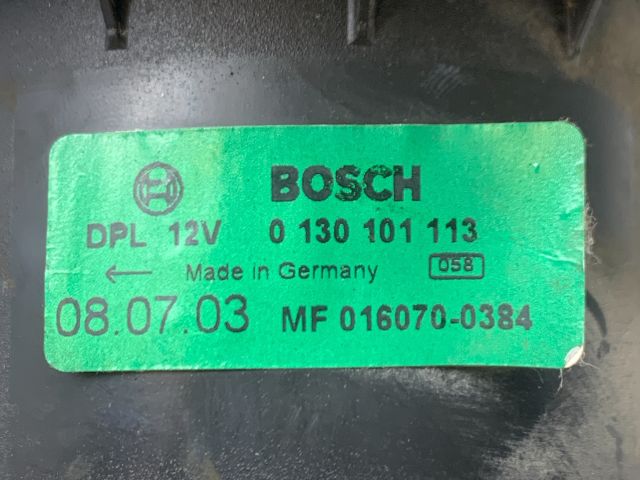 BOSCH
DPL 12V 0 130 101 113
← Made in Germany 058
08.07.03 MF 016070-0384